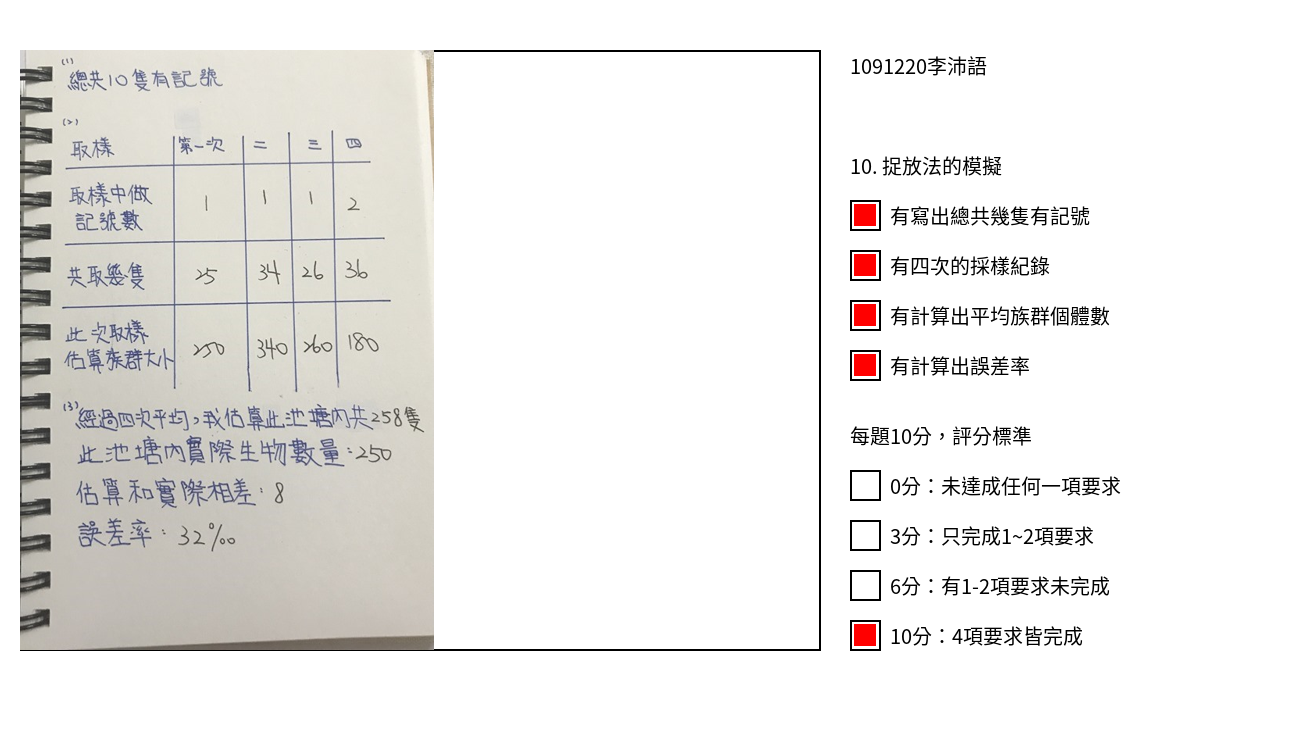 (1)
總共10隻有記號
(2)
取樣 第一次 二 三 四
取樣中做
記號數 1 1 1 2
共取幾隻 25 34 26 36
此次取樣
估算族群大小 250 340 260 180
(3)
經過四次平均,我估算此池塘內共258隻
此池塘內實際生物數量:250
估算和實際相差:8
誤差率:32‰
1091220李沛語
10. 捉放法的模擬
有寫出總共幾隻有記號
有四次的採樣紀錄
有計算出平均族群個體數
有計算出誤差率
每題10分,評分標準
0分:未達成任何一項要求
3分:只完成1~2項要求
6分:有1-2項要求未完成
10分:4項要求皆完成